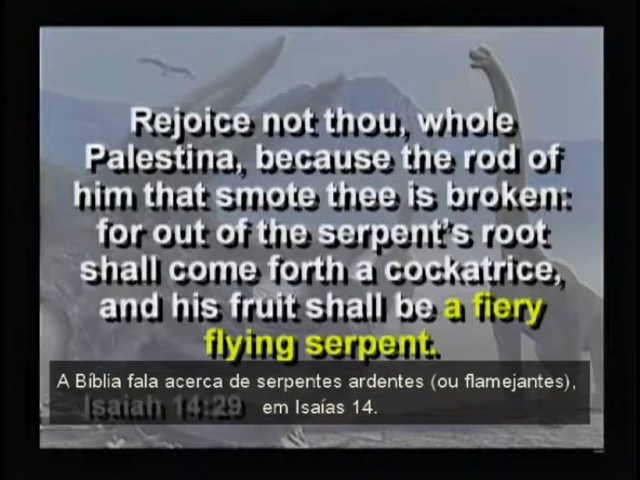 Rejoice not thou, whole
Palestina, because the rod of
him that smote thee is broken:
for out of the serpent's root
shall come forth a cockatrice,
and his fruit shall be a fiery
flying serpent.
A Bíblia fala acerca de serpentes ardentes (ou flamejantes),
Isaiah 14:29
em Isaías 14.